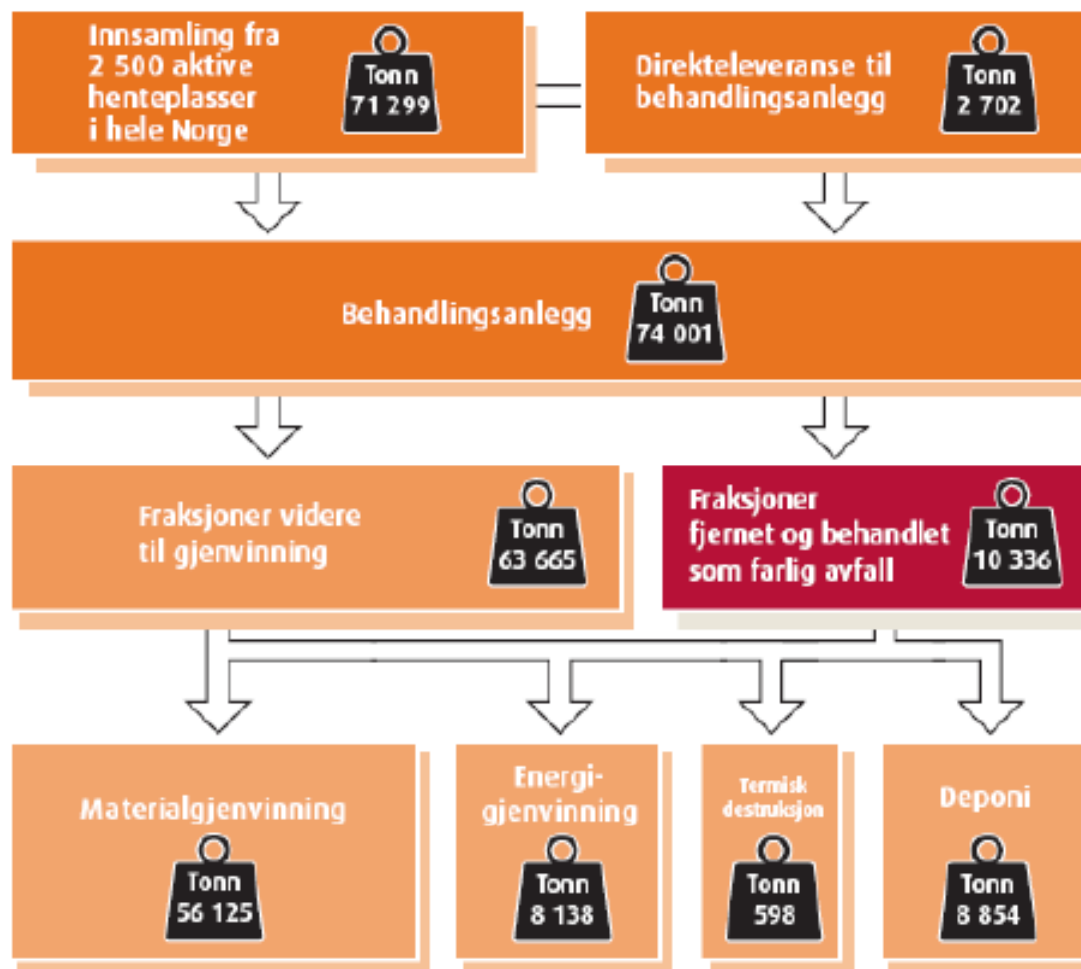 Innsamling fra
2 500 aktive
henteplasser
i hele Norge
Tonn
71 299
Direkteleveranse til
behandlingsanlegg
Tonn
2 702
Behandlingsanlegg
Tonn
74 001
Fraksjoner videre
til gjenvinning
Tonn
63 665
Fraksjoner
fjernet og behandlet
som farlig avfall
Tonn
10 336
Materialgjenvinning
Tonn
56 125
Energi-
gjenvinning
Tonn
8 138
Termisk
destruksjon
Tonn
598
Deponi
Tonn
8 854